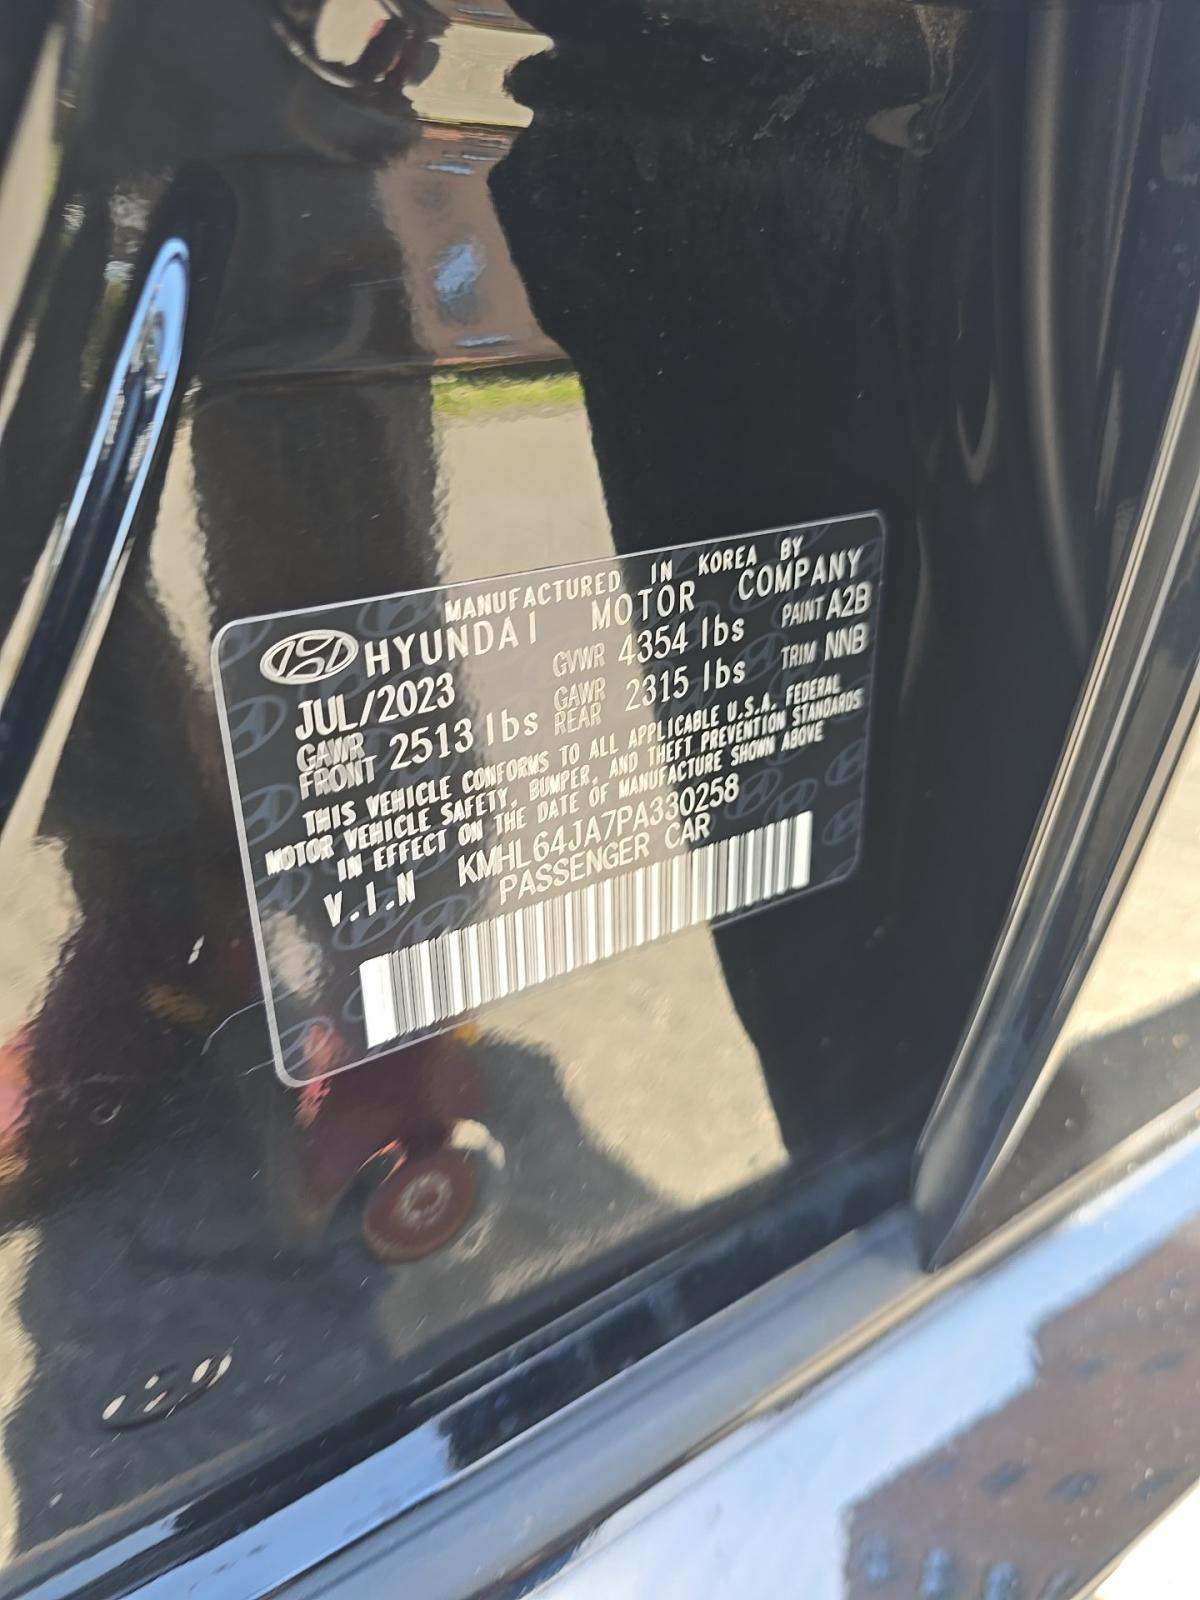 MANUFACTURED IN KOREA BY
HYUNDAI MOTOR COMPANY
JUL/2023 GVWR 4354 lbs PAINT A2B
GAWR FRONT 2513 lbs GAWR REAR 2315 lbs TRIM NNB
THIS VEHICLE CONFORMS TO ALL APPLICABLE U.S.A. FEDERAL
MOTOR VEHICLE SAFETY, BUMPER, AND THEFT PREVENTION STANDARDS
IN EFFECT ON THE DATE OF MANUFACTURE SHOWN ABOVE
V.I.N KMHL64JA7PA330258
PASSENGER CAR